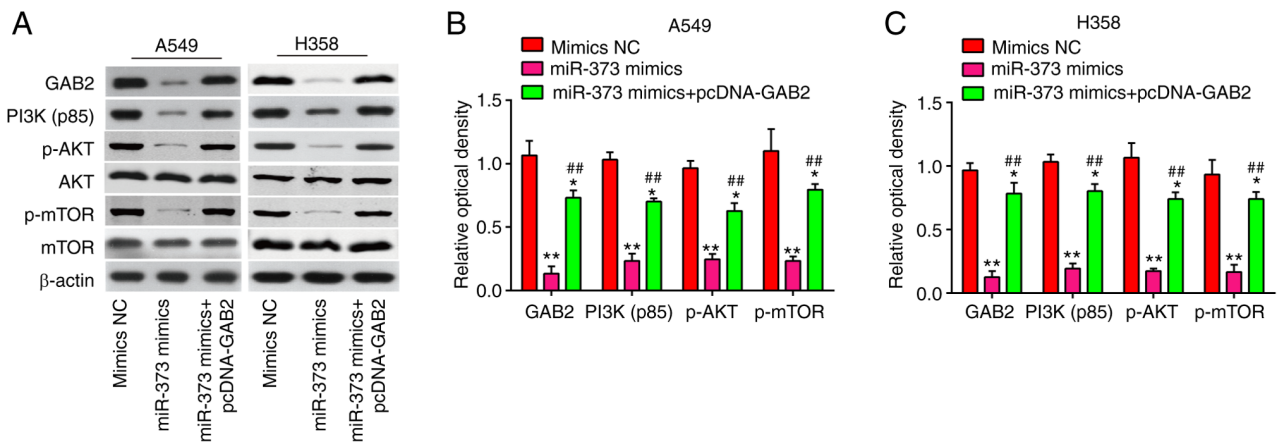 A
A549
H358
GAB2
PI3K (p85)
p-AKT
AKT
p-mTOR
mTOR
β-actin
Mimics NC
miR-373 mimics
miR-373 mimics+
pcDNA-GAB2
Mimics NC
miR-373 mimics
miR-373 mimics+
pcDNA-GAB2
B
A549
Mimics NC
miR-373 mimics
miR-373 mimics+pcDNA-GAB2
Relative optical density
1.5
1.0
0.5
0.0
** ## * ** ## * ** ## * ** ## *
GAB2 PI3K (p85) p-AKT p-mTOR
C
H358
Mimics NC
miR-373 mimics
miR-373 mimics+pcDNA-GAB2
Relative optical density
1.5
1.0
0.5
0.0
** ## * ** ## * ** ## * ** ## *
GAB2 PI3K (p85) p-AKT p-mTOR